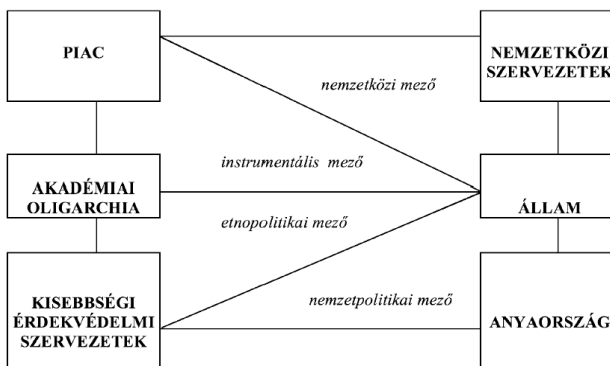 PIAC
NEMZETKÖZI
SZERVEZETEK
nemzetközi mező
instrumentális mező
AKADÉMIAI
OLIGARCHIA
ÁLLAM
etnopolitikai mező
KISEBBSÉGI
ÉRDEKVÉDELMI
SZERVEZETEK
nemzetpolitikai mező
ANYAORSZÁG